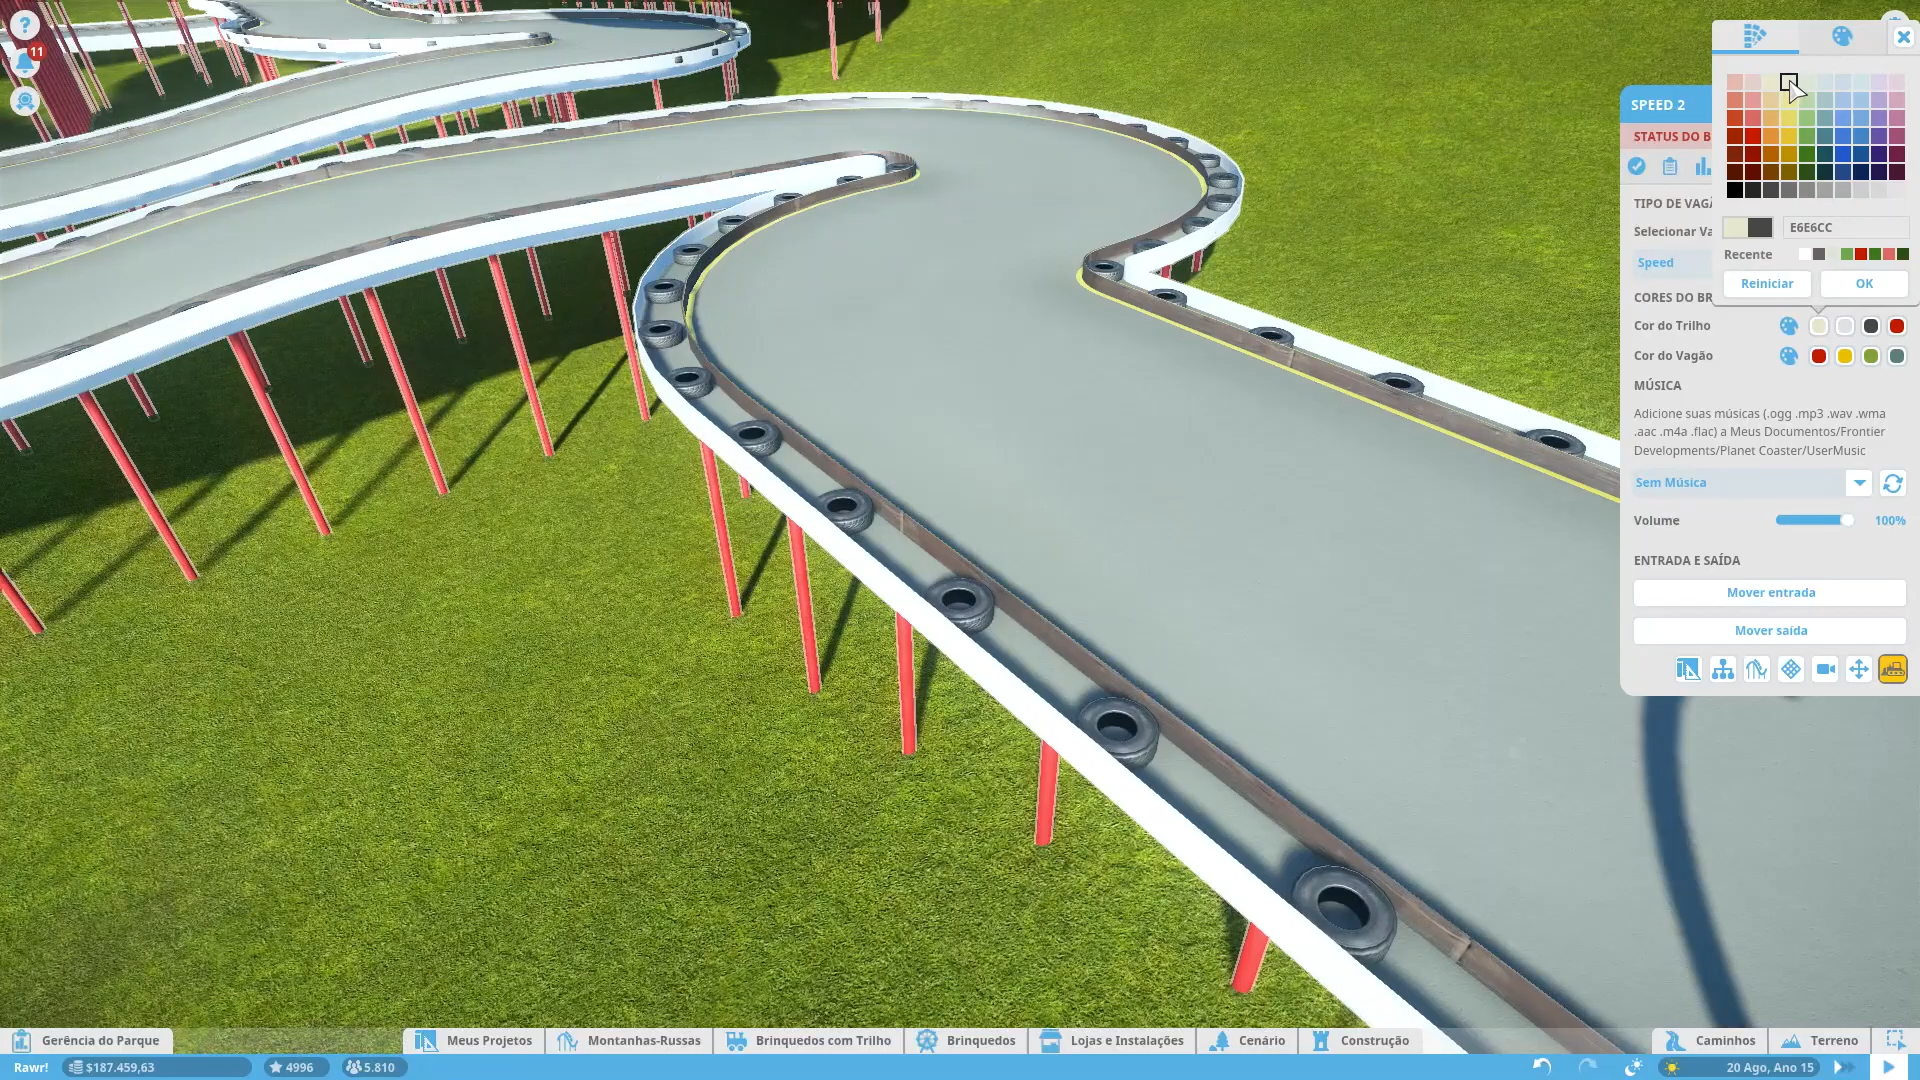 11
SPEED 2
STATUS DO B
TIPO DE VAGÃ
Selecionar Va
Speed
CORES DO BR
E6E6CC
Recente
Reiniciar
OK
Cor do Trilho
Cor do Vagão
MÚSICA
Adicione suas músicas (.ogg .mp3 .wav .wma
.aac .m4a .flac) a Meus Documentos/Frontier
Developments/Planet Coaster/UserMusic
Sem Música
Volume
100%
ENTRADA E SAÍDA
Mover entrada
Mover saída
Gerência do Parque
Meus Projetos
Montanhas-Russas
Brinquedos com Trilho
Brinquedos
Lojas e Instalações
Cenário
Construção
Caminhos
Terreno
Rawr!
$187.459,63
4996
5.810
20 Ago, Ano 15